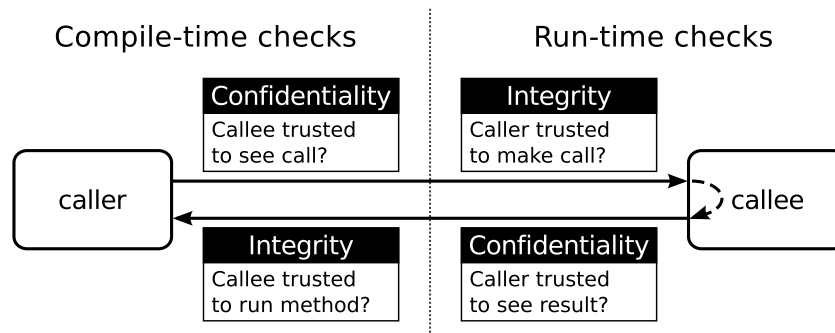 Compile-time checks
Run-time checks
Confidentiality
Callee trusted
to see call?
Integrity
Caller trusted
to make call?
caller
callee
Integrity
Callee trusted
to run method?
Confidentiality
Caller trusted
to see result?